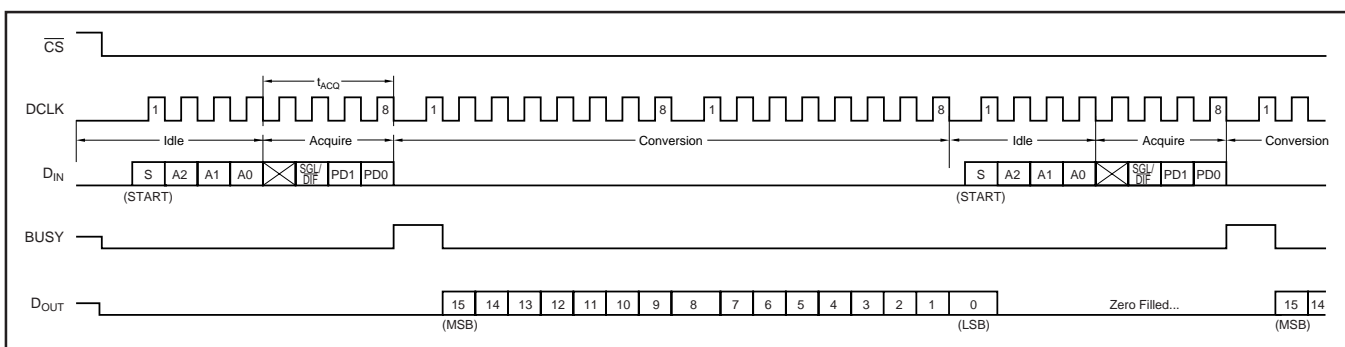 CS
tACQ
DCLK 1 8 1 8 1 8 1 8 1
Idle Acquire Conversion Idle Acquire Conversion
DIN S A2 A1 A0 SGL/DIF PD1 PD0 S A2 A1 A0 SGL/DIF PD1 PD0
(START) (START)
BUSY
DOUT 15 14 13 12 11 10 9 8 7 6 5 4 3 2 1 0 Zero Filled... 15 14
(MSB) (LSB) (MSB)